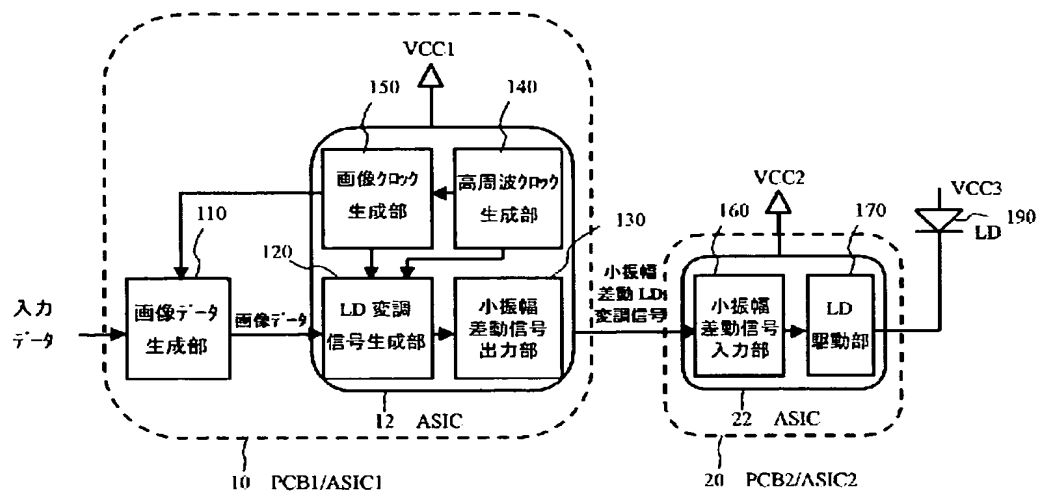 VCC1
150
140
画像クロック
生成部
高周波クロック
生成部
110
120
130
入力
データ
画像データ
生成部
画像データ
LD 変調
信号生成部
小振幅
差動信号
出力部
12 ASIC
10 PCB1/ASIC1
小振幅
差動 LD
変調信号
VCC2
160
170
小振幅
差動信号
入力部
LD
駆動部
VCC3
190
LD
22 ASIC
20 PCB2/ASIC2